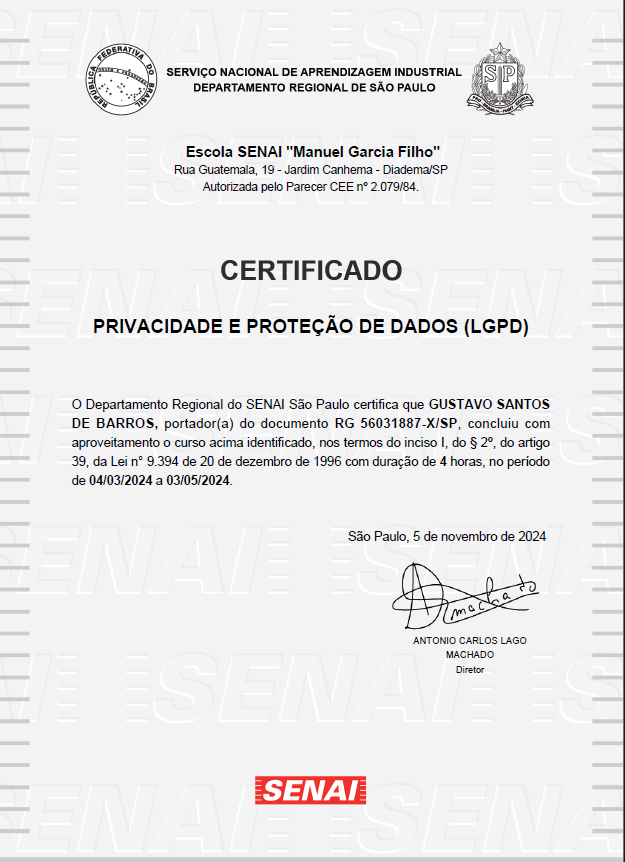 REPÚBLICA FEDERATIVA DO BRASIL
SERVIÇO NACIONAL DE APRENDIZAGEM INDUSTRIAL
DEPARTAMENTO REGIONAL DE SÃO PAULO
SP
Escola SENAI "Manuel Garcia Filho"
Rua Guatemala, 19 - Jardim Canhema - Diadema/SP
Autorizada pelo Parecer CEE nº 2.079/84.
CERTIFICADO
PRIVACIDADE E PROTEÇÃO DE DADOS (LGPD)
O Departamento Regional do SENAI São Paulo certifica que GUSTAVO SANTOS
DE BARROS, portador(a) do documento RG 56031887-X/SP, concluiu com
aproveitamento o curso acima identificado, nos termos do inciso I, do § 2º, do artigo
39, da Lei n° 9.394 de 20 de dezembro de 1996 com duração de 4 horas, no período
de 04/03/2024 a 03/05/2024.
São Paulo, 5 de novembro de 2024
Machado
ANTONIO CARLOS LAGO
MACHADO
Diretor
SENAI